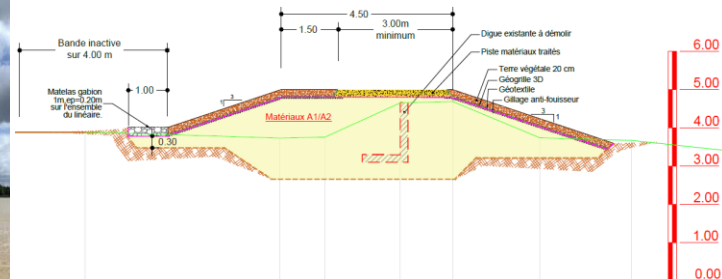 4.50
1.50
3.00m
minimum
Bande inactive
sur 4.00 m
1.00
Matelas gabion
1m,ep=0.20m
sur l'ensemble
du linéaire.
3
Matériaux A1/A2
0.30
Digue existante à démolir
Piste matériaux traités
Terre végétale 20 cm
Géogrille 3D
Géotextile
Gillage anti-fouisseur
3
1
6.00
5.00
4.00
3.00
2.00
1.00
0.00